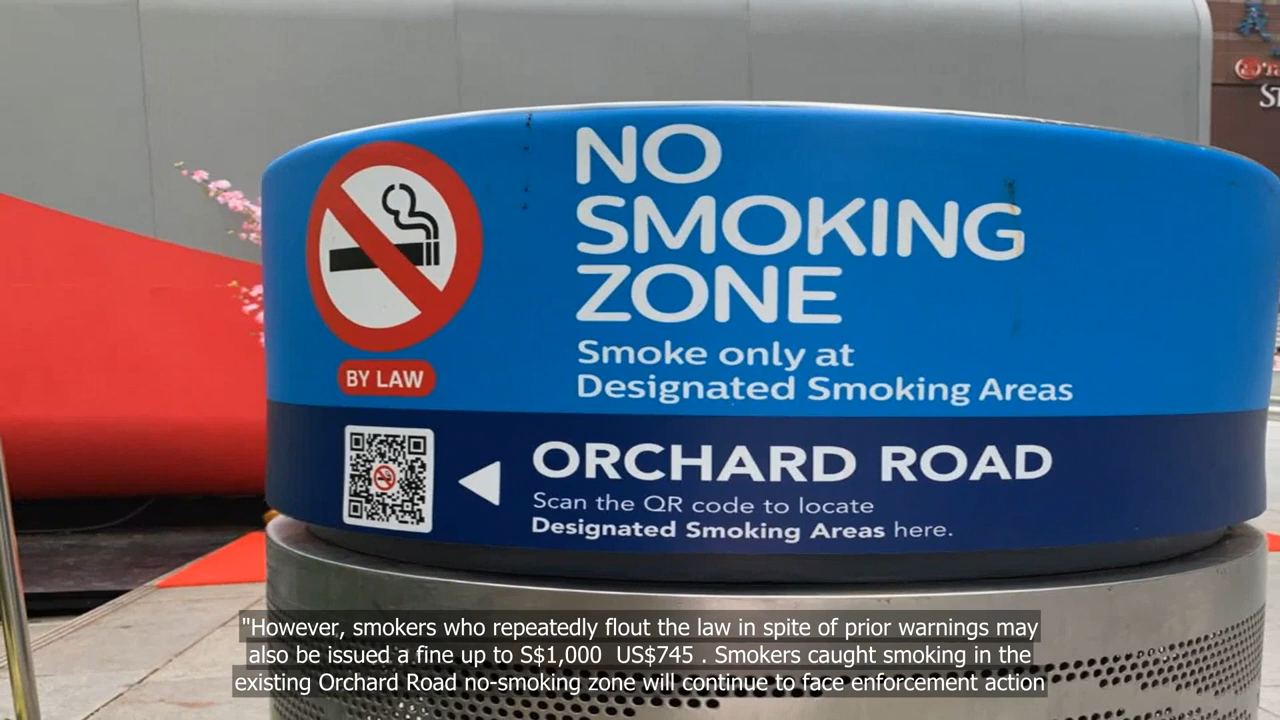 NO
SMOKING
ZONE
Smoke only at
Designated Smoking Areas
BY LAW
ORCHARD ROAD
Scan the QR code to locate
Designated Smoking Areas here.
"However, smokers who repeatedly flout the law in spite of prior warnings may
also be issued a fine up to S$1,000  US$745 . Smokers caught smoking in the
existing Orchard Road no-smoking zone will continue to face enforcement action